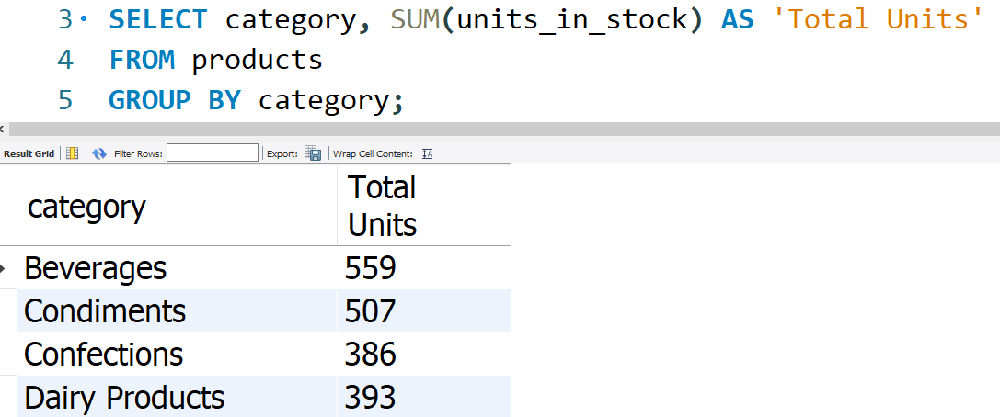 3 SELECT category, SUM(units_in_stock) AS 'Total Units'
4 FROM products
5 GROUP BY category;
Result Grid Filter Rows: Export: Wrap Cell Content:
category Total Units
Beverages 559
Condiments 507
Confections 386
Dairy Products 393